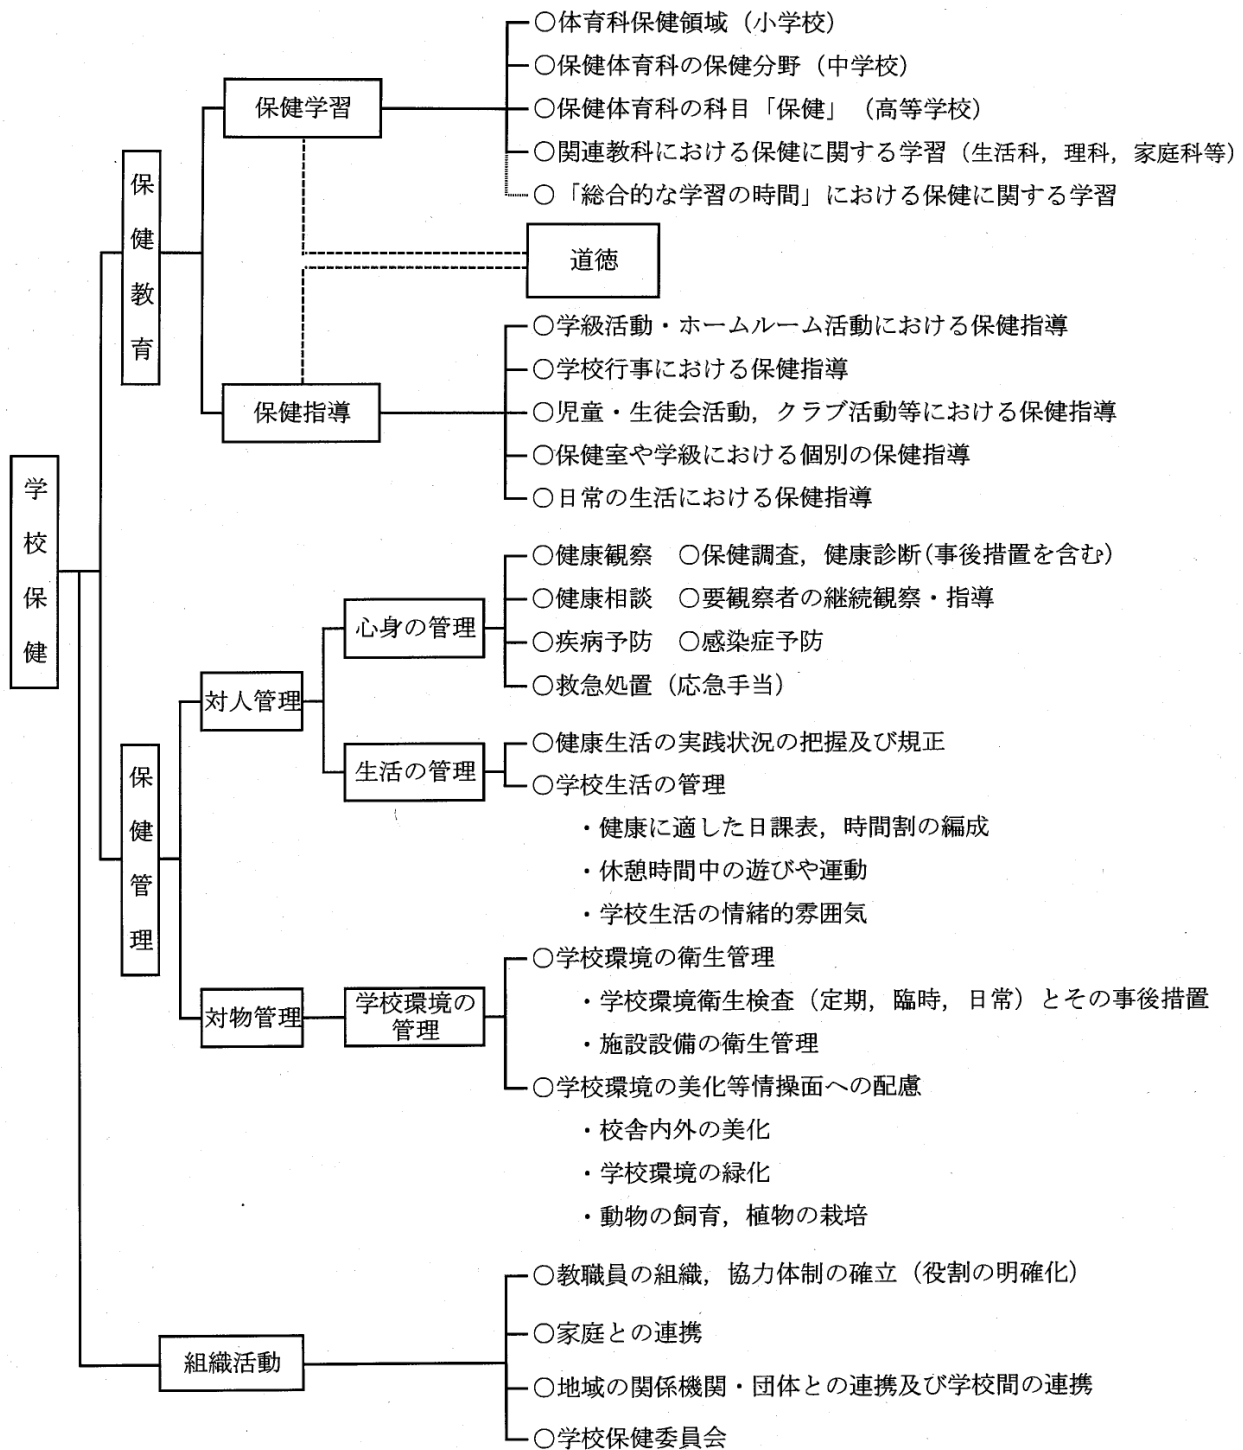 学校保健
保健教育
保健学習
○体育科保健領域（小学校）
○保健体育科の保健分野（中学校）
○保健体育科の科目「保健」（高等学校）
○関連教科における保健に関する学習（生活科，理科，家庭科等）
○「総合的な学習の時間」における保健に関する学習
道徳
保健指導
○学級活動・ホームルーム活動における保健指導
○学校行事における保健指導
○児童・生徒会活動，クラブ活動等における保健指導
○保健室や学級における個別の保健指導
○日常の生活における保健指導
保健管理
対人管理
心身の管理
○健康観察　○保健調査，健康診断（事後措置を含む）
○健康相談　○要観察者の継続観察・指導
○疾病予防　○感染症予防
○救急処置（応急手当）
生活の管理
○健康生活の実践状況の把握及び規正
○学校生活の管理
・健康に適した日課表，時間割の編成
・休憩時間中の遊びや運動
・学校生活の情緒的雰囲気
対物管理
学校環境の
管理
○学校環境の衛生管理
・学校環境衛生検査（定期，臨時，日常）とその事後措置
・施設設備の衛生管理
○学校環境の美化等情操面への配慮
・校舎内外の美化
・学校環境の緑化
・動物の飼育，植物の栽培
組織活動
○教職員の組織，協力体制の確立（役割の明確化）
○家庭との連携
○地域の関係機関・団体との連携及び学校間の連携
○学校保健委員会